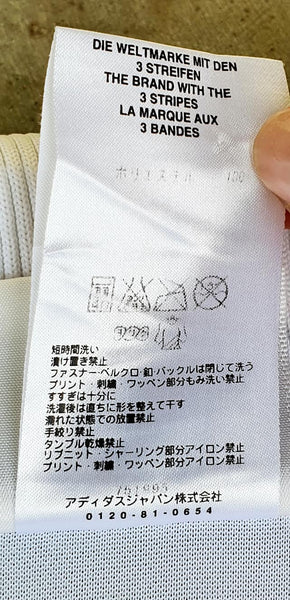 DIE WELTMARKE MIT DEN
3 STREIFEN
THE BRAND WITH THE
3 STRIPES
LA MARQUE AUX
3 BANDES
ポリエステル 100
短時間洗い
漬け置き禁止
ファスナー・ベルクロ・釦・バックルは閉じて洗う
プリント・刺繍・ワッペン部分もみ洗い禁止
すすぎは十分に
洗濯後は直ちに形を整えて干す
濡れた状態での放置禁止
手絞り禁止
タンブル乾燥禁止
リブニット・シャーリング部分アイロン禁止
プリント・刺繍・ワッペン部分アイロン禁止
アディダスジャパン株式会社
0120-81-0654